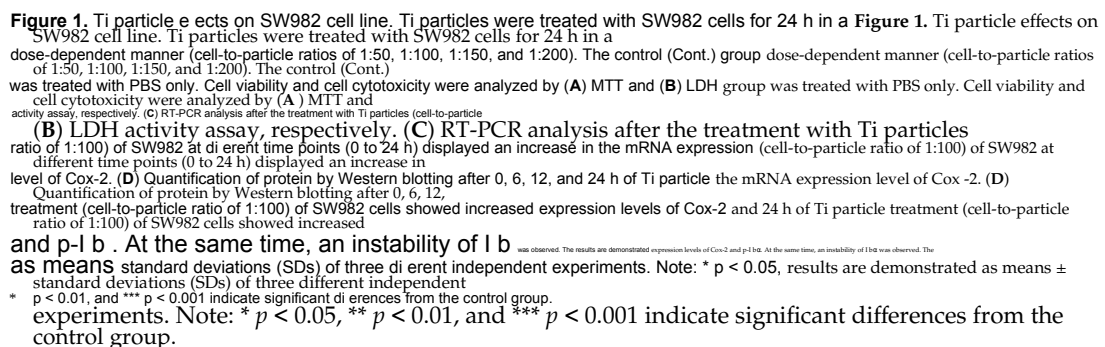 Figure 1. Ti particle e ects on SW982 cell line. Ti particles were treated with SW982 cells for 24 h in a Figure 1. Ti particle effects on
SW982 cell line. Ti particles were treated with SW982 cells for 24 h in a
dose-dependent manner (cell-to-particle ratios of 1:50, 1:100, 1:150, and 1:200). The control (Cont.) group dose-dependent manner (cell-to-particle ratios
of 1:50, 1:100, 1:150, and 1:200). The control (Cont.)
was treated with PBS only. Cell viability and cell cytotoxicity were analyzed by (A) MTT and (B) LDH group was treated with PBS only. Cell viability and
cell cytotoxicity were analyzed by (A ) MTT and
activity assay, respectively. (C) RT-PCR analysis after the treatment with Ti particles (cell-to-particle
(B) LDH activity assay, respectively. (C) RT-PCR analysis after the treatment with Ti particles
ratio of 1:100) of SW982 at di erent time points (0 to 24 h) displayed an increase in the mRNA expression (cell-to-particle ratio of 1:100) of SW982 at
different time points (0 to 24 h) displayed an increase in
level of Cox-2. (D) Quantification of protein by Western blotting after 0, 6, 12, and 24 h of Ti particle the mRNA expression level of Cox -2. (D)
Quantification of protein by Western blotting after 0, 6, 12,
treatment (cell-to-particle ratio of 1:100) of SW982 cells showed increased expression levels of Cox-2 and 24 h of Ti particle treatment (cell-to-particle
ratio of 1:100) of SW982 cells showed increased
and p-I b . At the same time, an instability of I b was observed. The results are demonstrated expression levels of Cox-2 and p-I bα. At the same time, an instability of I bα was observed. The
as means standard deviations (SDs) of three di erent independent experiments. Note: * p < 0.05, results are demonstrated as means ±
standard deviations (SDs) of three different independent
* p < 0.01, and *** p < 0.001 indicate significant di erences from the control group.
experiments. Note: * p < 0.05, ** p < 0.01, and *** p < 0.001 indicate significant differences from the
control group.